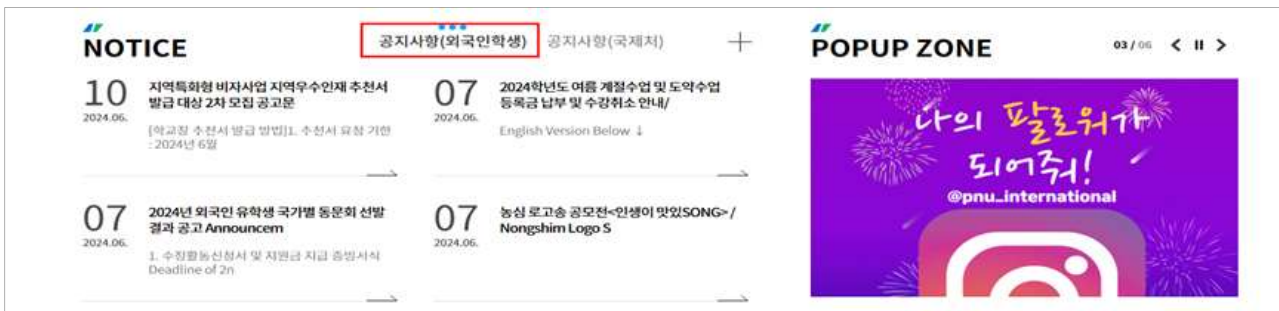 NOTICE
공지사항(외국인학생)
공지사항(국제처)
10
2024.06.
지역특화형 비자사업 지역우수인재 추천서
발급 대상 2차 모집 공고문
[학교장 추천서 발급 방법]1. 추천서 요청 기한
: 2024년 6월
07
2024.06.
2024학년도 여름 계절수업 및 도약수업
등록금 납부 및 수강취소 안내/
English Version Below ↓
07
2024.06.
2024년 외국인 유학생 국가별 동문회 선발
결과 공고 Announcem
1. 수정활동신청서 및 지원금 지급 증빙서식
Deadline of 2n
07
2024.06.
농심 로고송 공모전<인생이 맛있SONG> /
Nongshim Logo S
POPUP ZONE
03 / 06
나의 팔로워가
되어줘!
@pnu_international